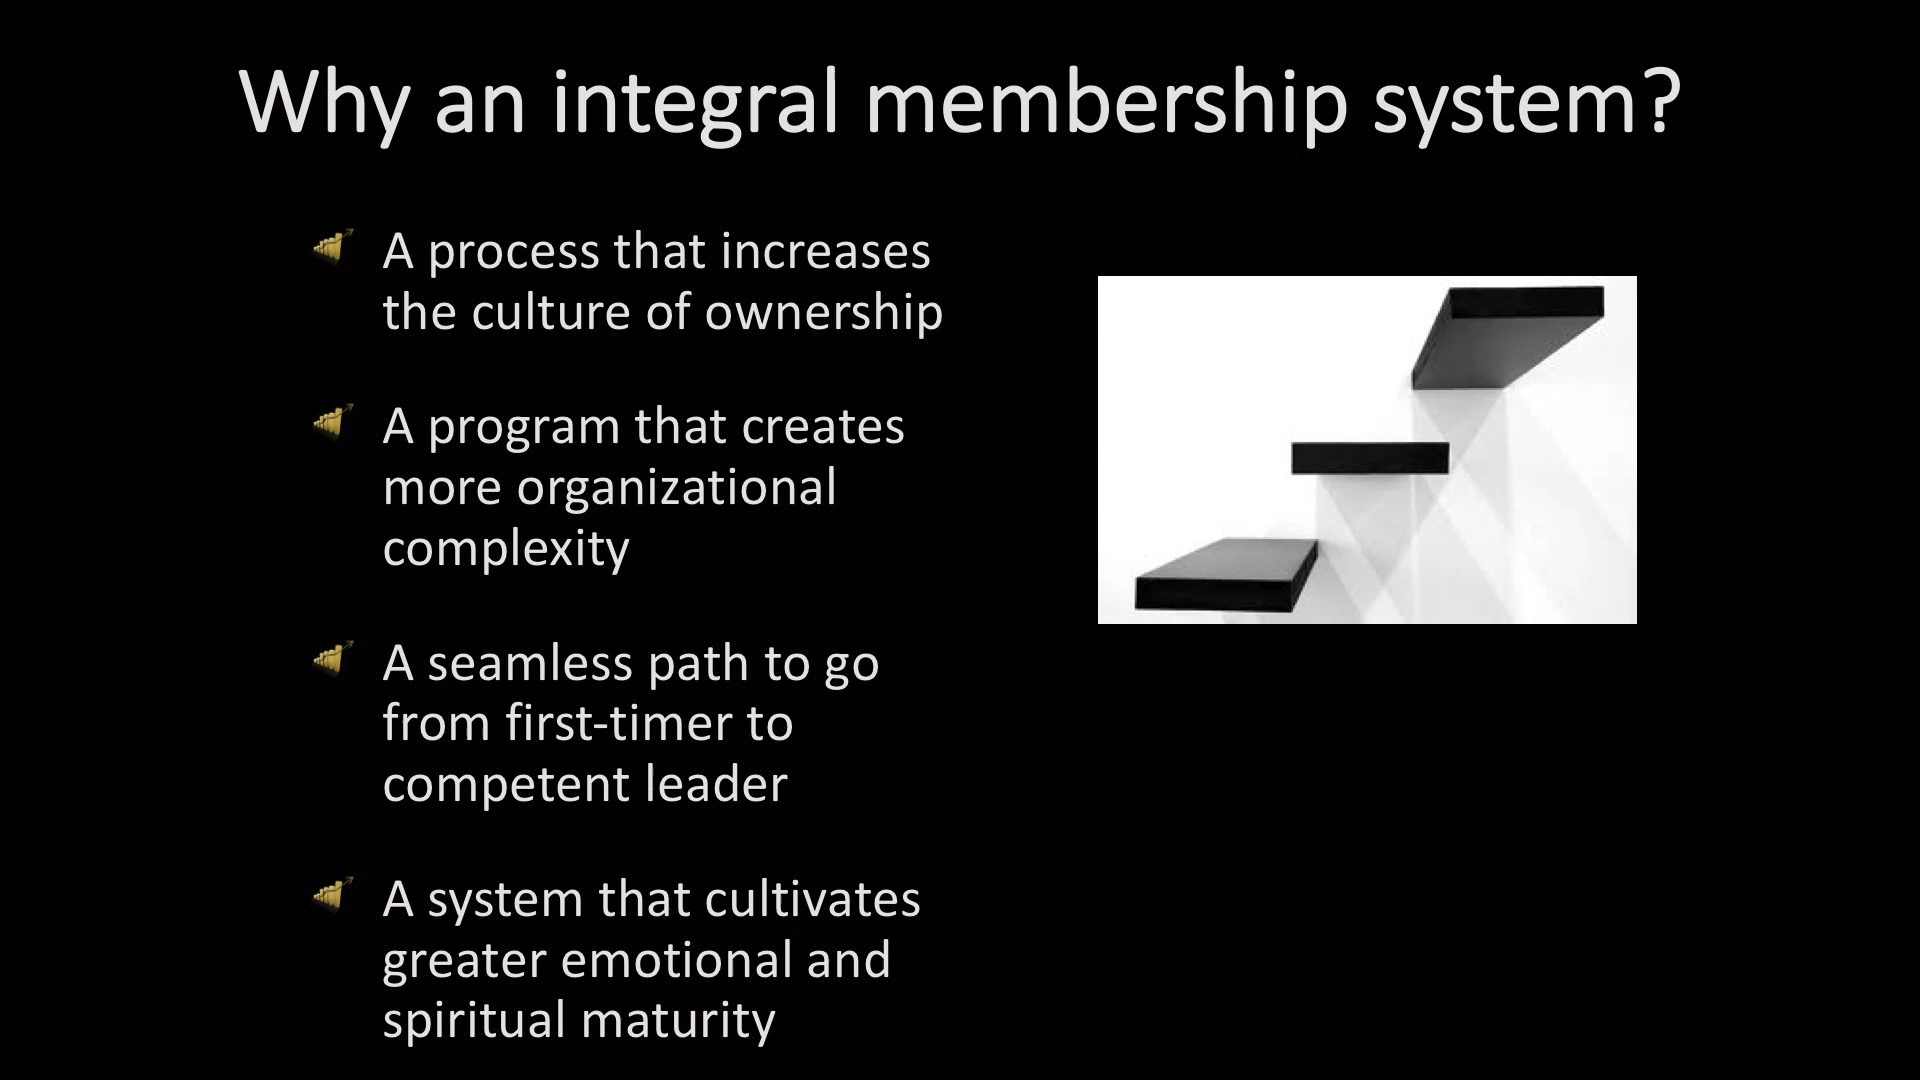 Why an integral membership system?
A process that increases
the culture of ownership
A program that creates
more organizational
complexity
A seamless path to go
from first-timer to
competent leader
A system that cultivates
greater emotional and
spiritual maturity